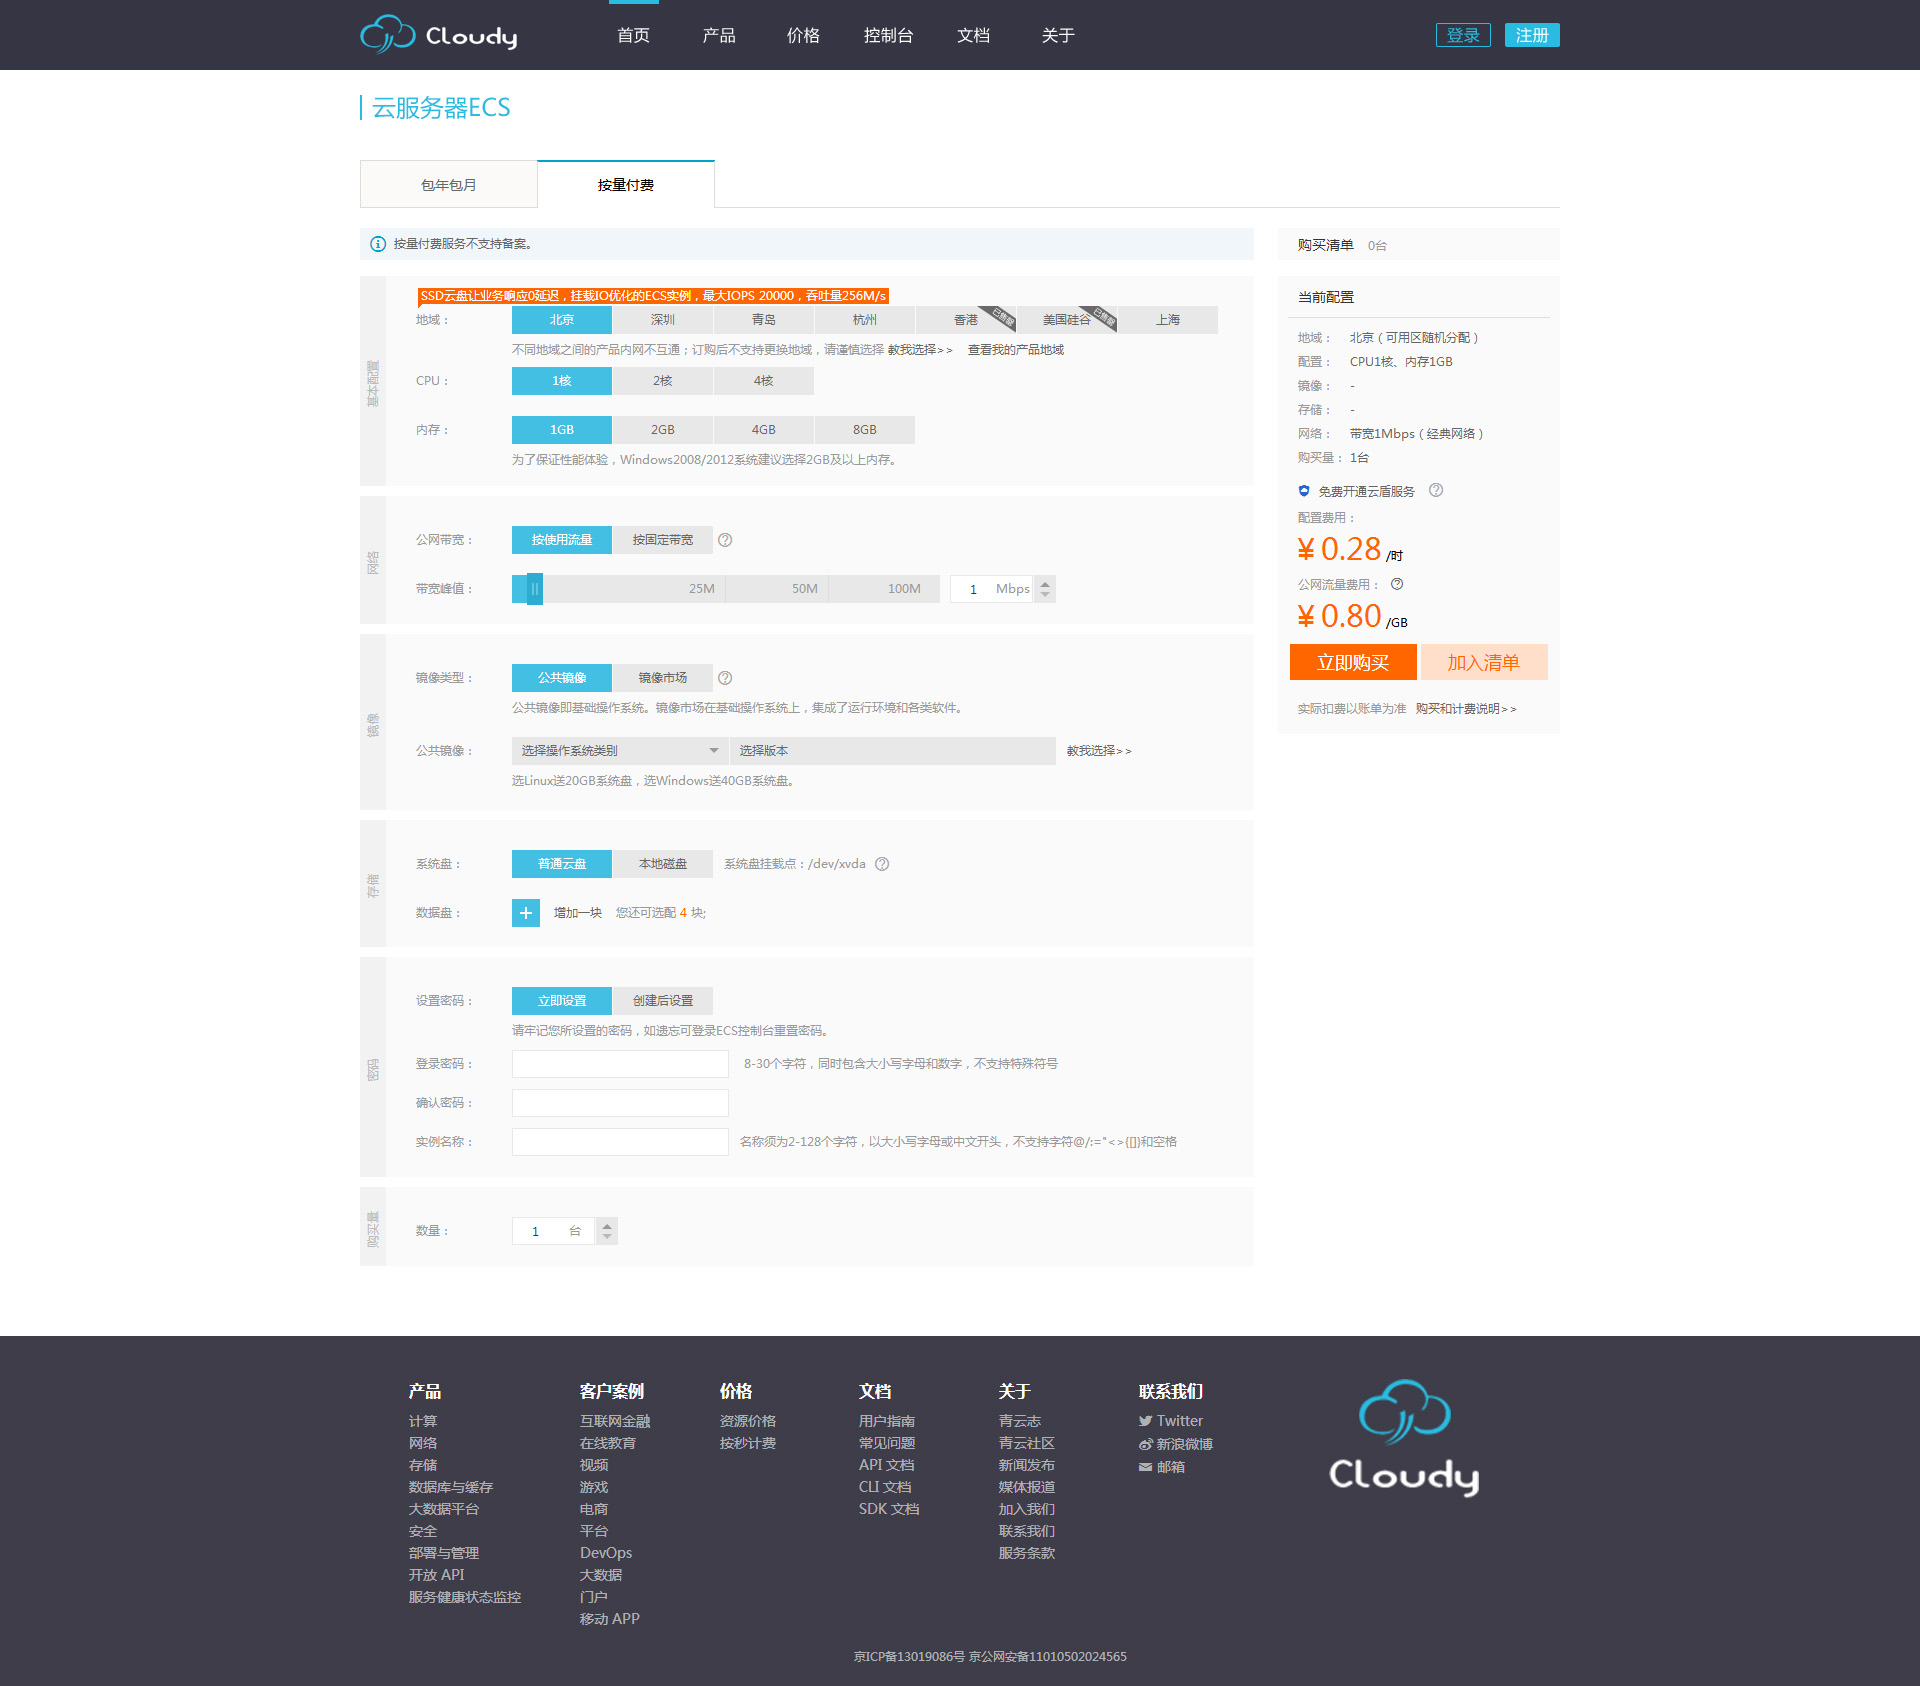 Cloudy 首页 产品 价格 控制台 文档 关于 登录 注册
云服务器ECS
包年包月 按量付费
按量付费服务不支持备案。
购买清单 0台
基本配置
SSD云盘让业务响应0延迟，挂载IO优化的ECS实例，最大IOPS 20000，吞吐量256M/s
地域： 北京 深圳 青岛 杭州 香港 已售罄 美国硅谷 已售罄 上海
不同地域之间的产品内网不互通；订购后不支持更换地域，请谨慎选择 教我选择>> 查看我的产品地域
CPU： 1核 2核 4核
内存： 1GB 2GB 4GB 8GB
为了保证性能体验，Windows2008/2012系统建议选择2GB及以上内存。
网络
公网带宽： 按使用流量 按固定带宽
带宽峰值： 25M 50M 100M 1 Mbps
镜像
镜像类型： 公共镜像 镜像市场
公共镜像即基础操作系统。镜像市场在基础操作系统上，集成了运行环境和各类软件。
公共镜像： 选择操作系统类别 选择版本 教我选择>>
选Linux送20GB系统盘，选Windows送40GB系统盘。
存储
系统盘： 普通云盘 本地磁盘 系统盘挂载点：/dev/xvda
数据盘： 增加一块 您还可选配 4 块;
密码
设置密码： 立即设置 创建后设置
请牢记您所设置的密码，如遗忘可登录ECS控制台重置密码。
登录密码： 8-30个字符，同时包含大小写字母和数字，不支持特殊符号
确认密码：
实例名称： 名称须为2-128个字符，以大小写字母或中文开头，不支持字符@/:="<>{[]}和空格
购买量
数量： 1 台
当前配置
地域： 北京（可用区随机分配）
配置： CPU1核、内存1GB
镜像： -
存储： -
网络： 带宽1Mbps（经典网络）
购买量： 1台
免费开通云盾服务
配置费用：
¥ 0.28 /时
公网流量费用：
¥ 0.80 /GB
立即购买 加入清单
实际扣费以账单为准 购买和计费说明>>
产品
计算
网络
存储
数据库与缓存
大数据平台
安全
部署与管理
开放 API
服务健康状态监控
客户案例
互联网金融
在线教育
视频
游戏
电商
平台
DevOps
大数据
门户
移动 APP
价格
资源价格
按秒计费
文档
用户指南
常见问题
API 文档
CLI 文档
SDK 文档
关于
青云志
青云社区
新闻发布
媒体报道
加入我们
联系我们
服务条款
联系我们
Twitter
新浪微博
邮箱
Cloudy
京ICP备13019086号 京公网安备11010502024565